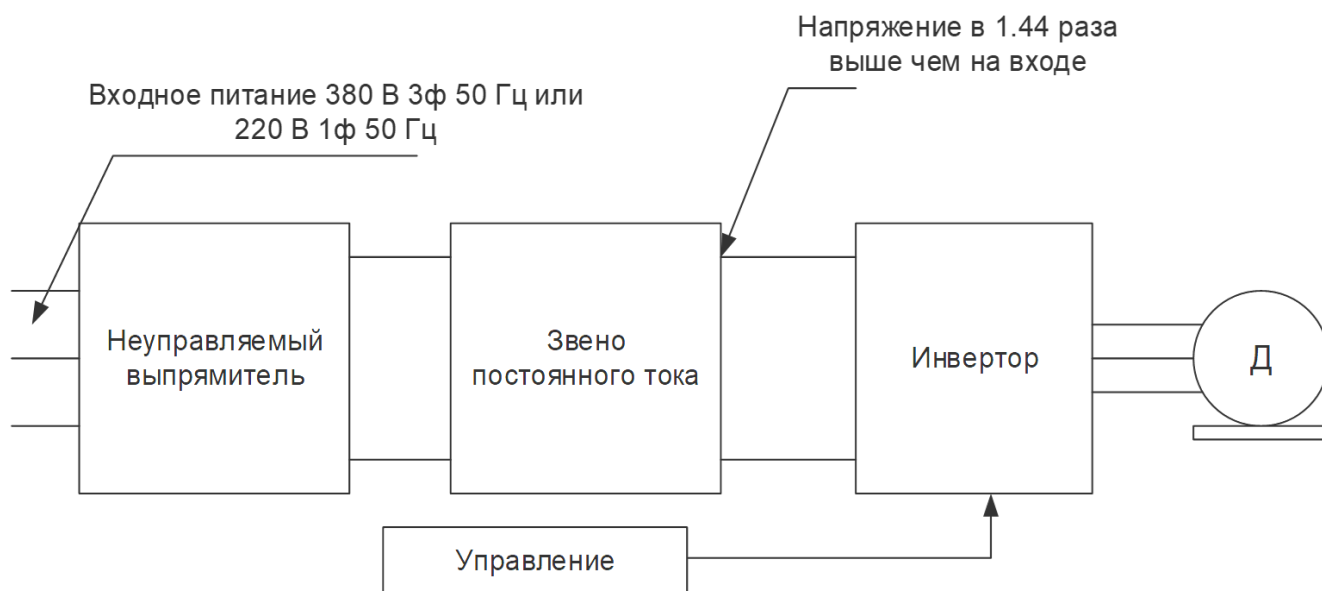 Напряжение в 1.44 раза
выше чем на входе
Входное питание 380 В 3ф 50 Гц или
220 В 1ф 50 Гц
Неуправляемый
выпрямитель
Звено
постоянного тока
Инвертор
Д
Управление